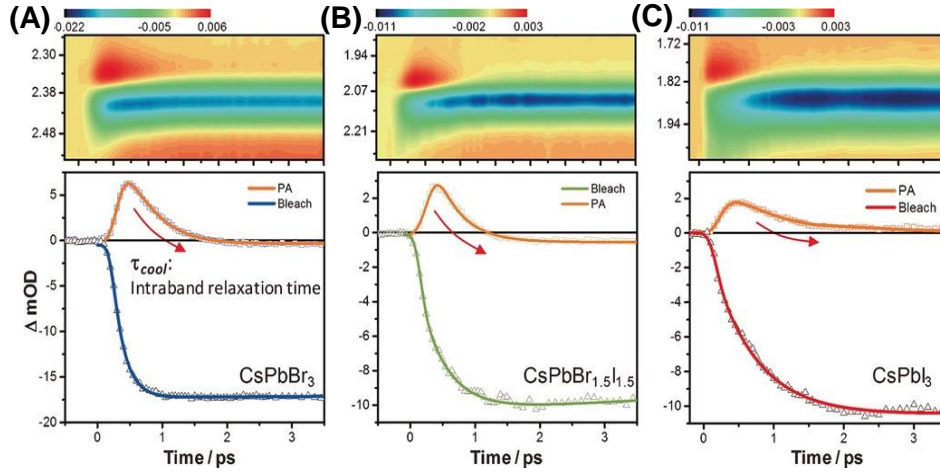 (A)
-0.022 -0.005 0.006
2.30
2.38
2.48
5
0
-5
-10
-15
-20
PA
Bleach
τcool:
Intraband relaxation time
CsPbBr3
Δ mOD
0 1 2 3
Time / ps
(B)
-0.011 -0.002 0.003
1.94
2.07
2.21
4
2
0
-2
-4
-6
-8
-10
Bleach
PA
CsPbBr1.5I1.5
0 1 2 3
Time / ps
(C)
-0.011 -0.003 0.003
1.72
1.82
1.94
4
2
0
-2
-4
-6
-8
-10
PA
Bleach
CsPbI3
0 1 2 3
Time / ps